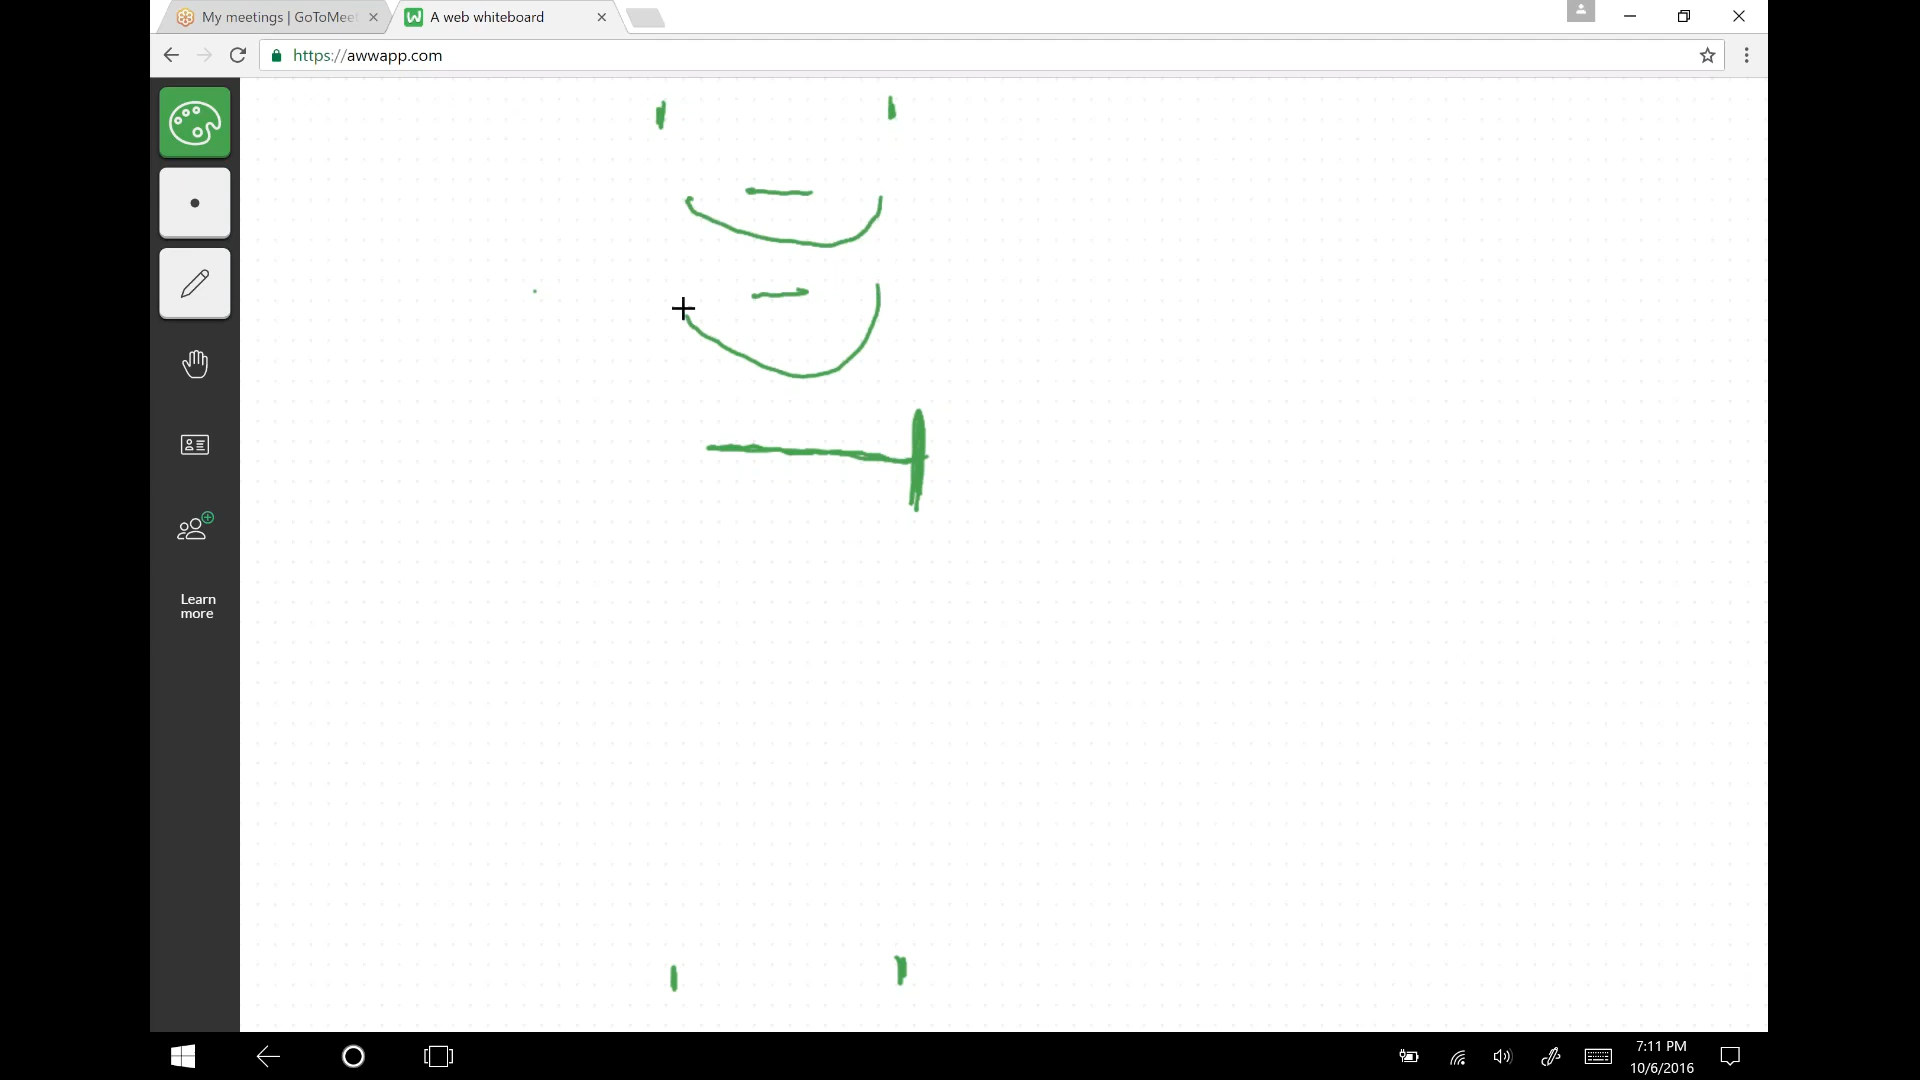 My meetings | GoToMeet
A web whiteboard
https://awwapp.com
Learn
more
7:11 PM
10/6/2016